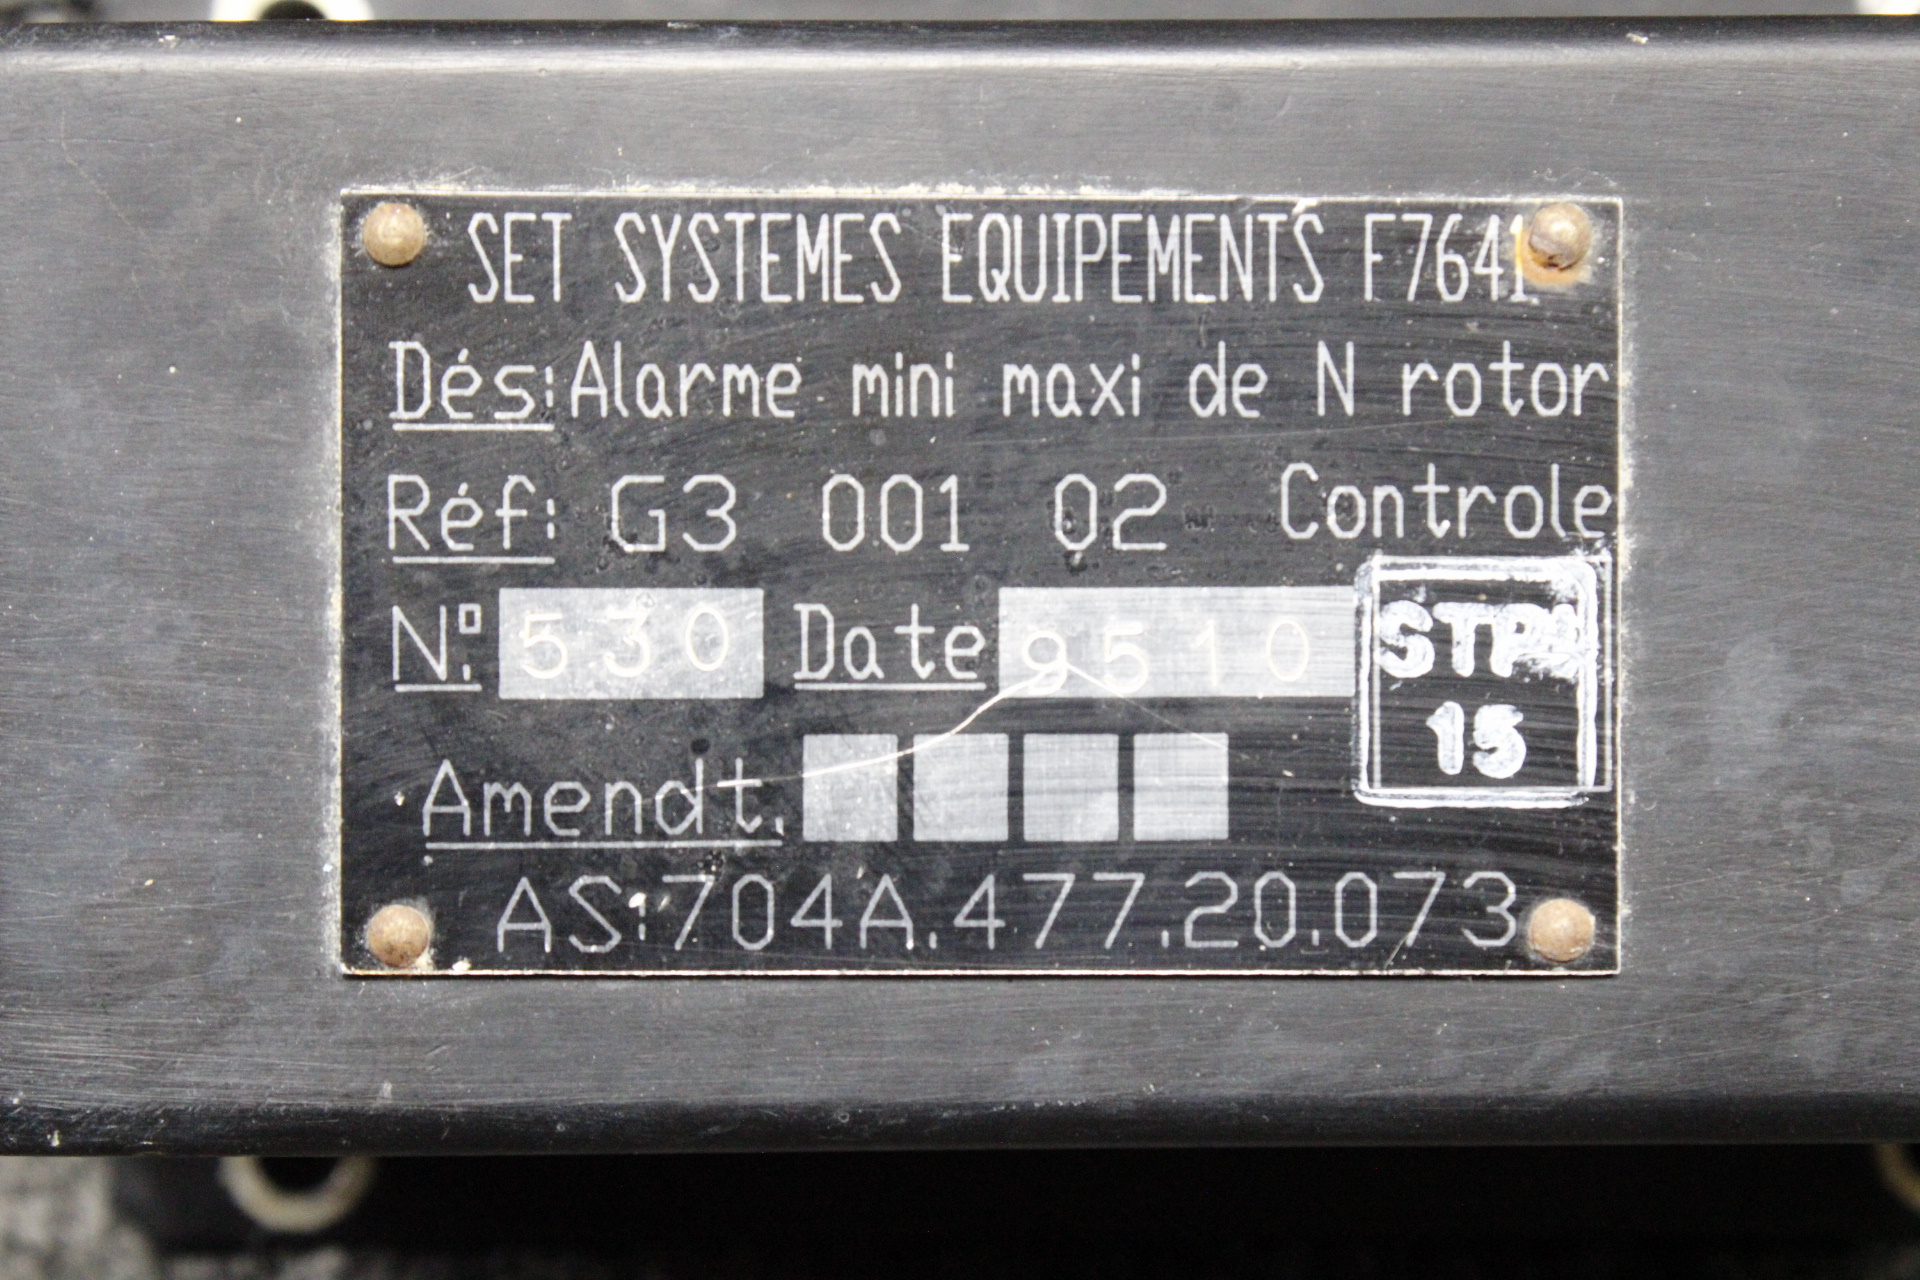 SET SYSTEMES EQUIPEMENTS F7641
Dés: Alarme mini maxi de N rotor
Réf: G3 001 02 Controle
Nº. 530 Date 9510
15
Amendt.
AS:704A.477.20.073